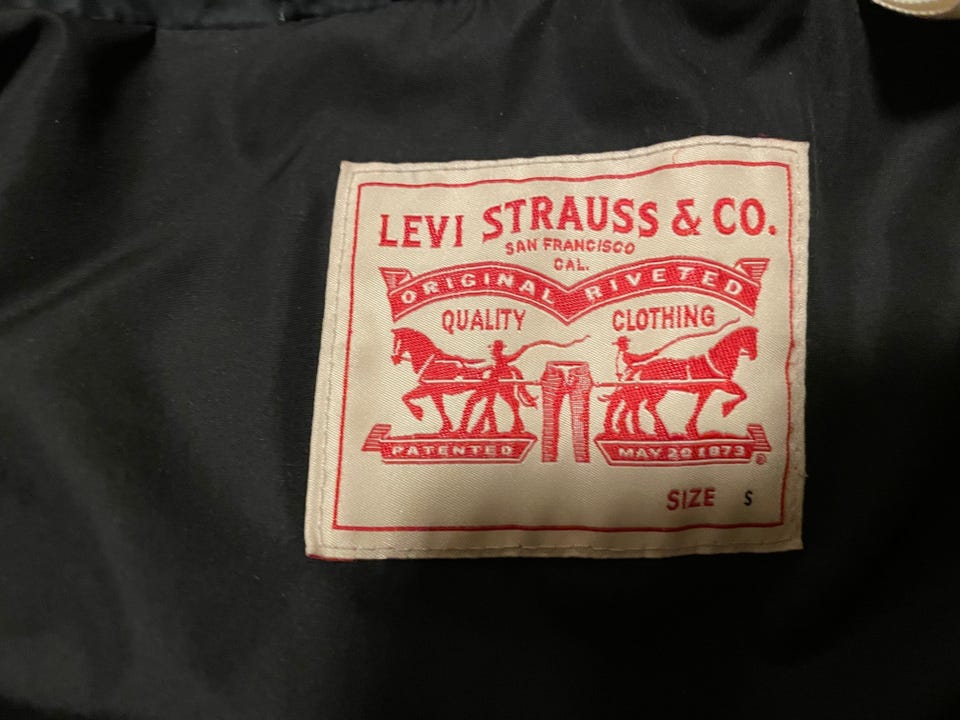 LEVI STRAUSS & CO.
SAN FRANCISCO
CAL.
ORIGINAL RIVETED
QUALITY CLOTHING
PATENTED MAY 20 1873 ®
SIZE S